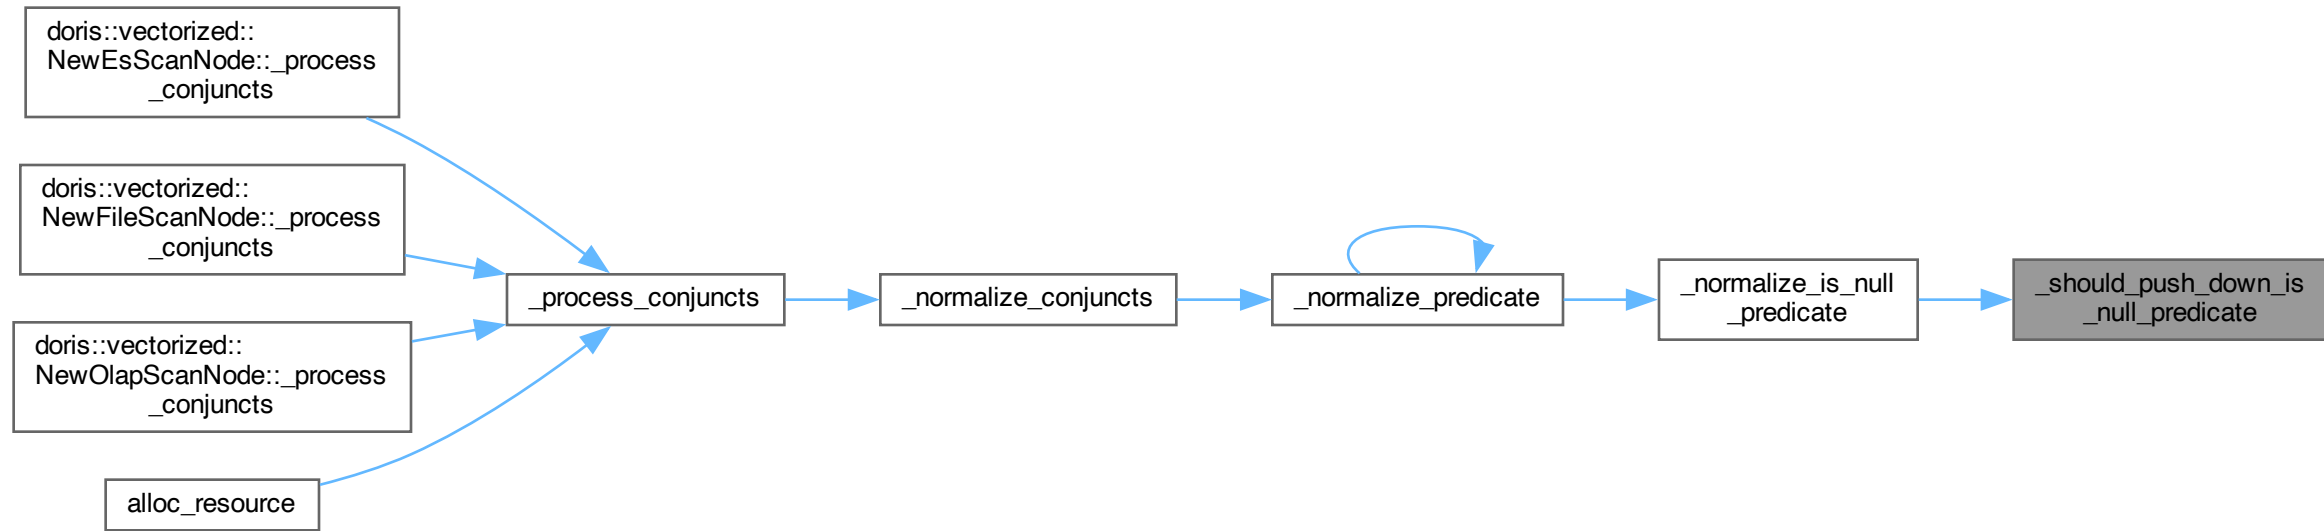 doris::vectorized::
NewEsScanNode::_process
_conjuncts
doris::vectorized::
NewFileScanNode::_process
_conjuncts
doris::vectorized::
NewOlapScanNode::_process
_conjuncts
alloc_resource
_process_conjuncts
_normalize_conjuncts
_normalize_predicate
_normalize_is_null
_predicate
_should_push_down_is
_null_predicate